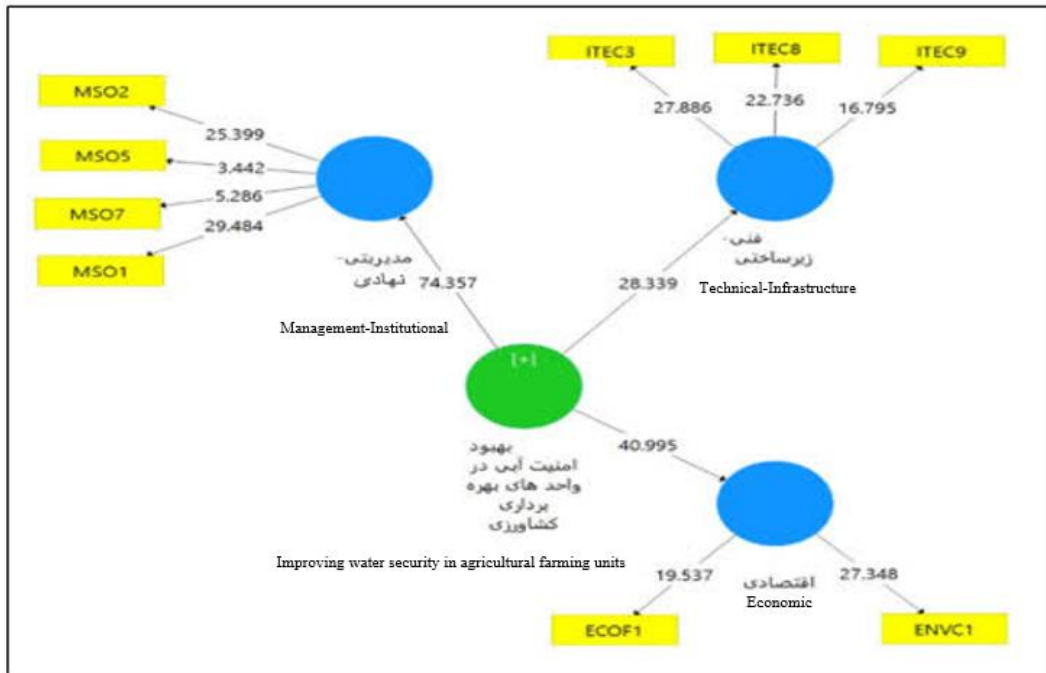 ITEC3
ITEC8
ITEC9
MSO2
27.886
22.736
16.795
25.399
MSO5
3.442
MSO7
5.286
29.484
MSO1
مدیریتی-
نهادی
74.357
فنی-
زیرساختی
28.339
Technical-Infrastructure
Management-Institutional
[+]
بهبود
امنیت آبی در
واحد های بهره
برداری
کشاورزی
40.995
Improving water security in agricultural farming units
19.537
اقتصادی
27.348
Economic
ECOF1
ENVC1